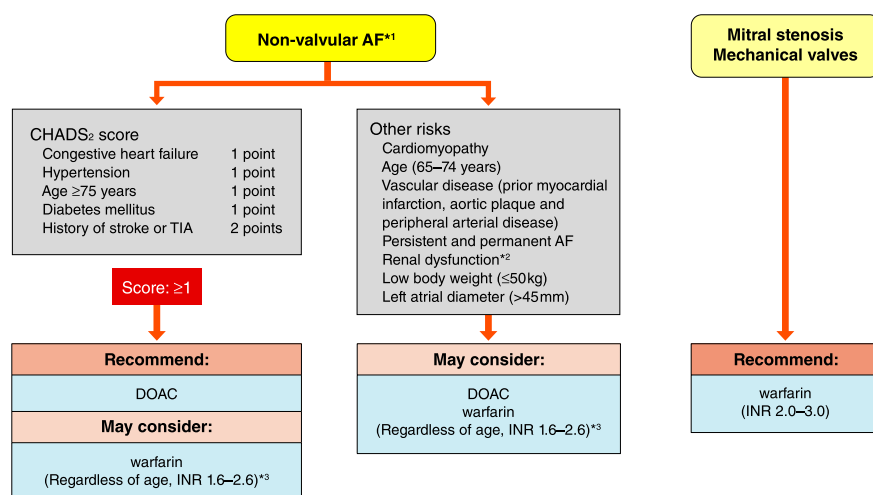 Non-valvular AF*1
Mitral stenosis
Mechanical valves
CHADS₂ score
Congestive heart failure 1 point
Hypertension 1 point
Age ≥75 years 1 point
Diabetes mellitus 1 point
History of stroke or TIA 2 points
Score: ≥1
Recommend:
DOAC
May consider:
warfarin
(Regardless of age, INR 1.6–2.6)*3
Other risks
Cardiomyopathy
Age (65–74 years)
Vascular disease (prior myocardial
infarction, aortic plaque and
peripheral arterial disease)
Persistent and permanent AF
Renal dysfunction*2
Low body weight (≤50kg)
Left atrial diameter (>45mm)
May consider:
DOAC
warfarin
(Regardless of age, INR 1.6–2.6)*3
Recommend:
warfarin
(INR 2.0–3.0)